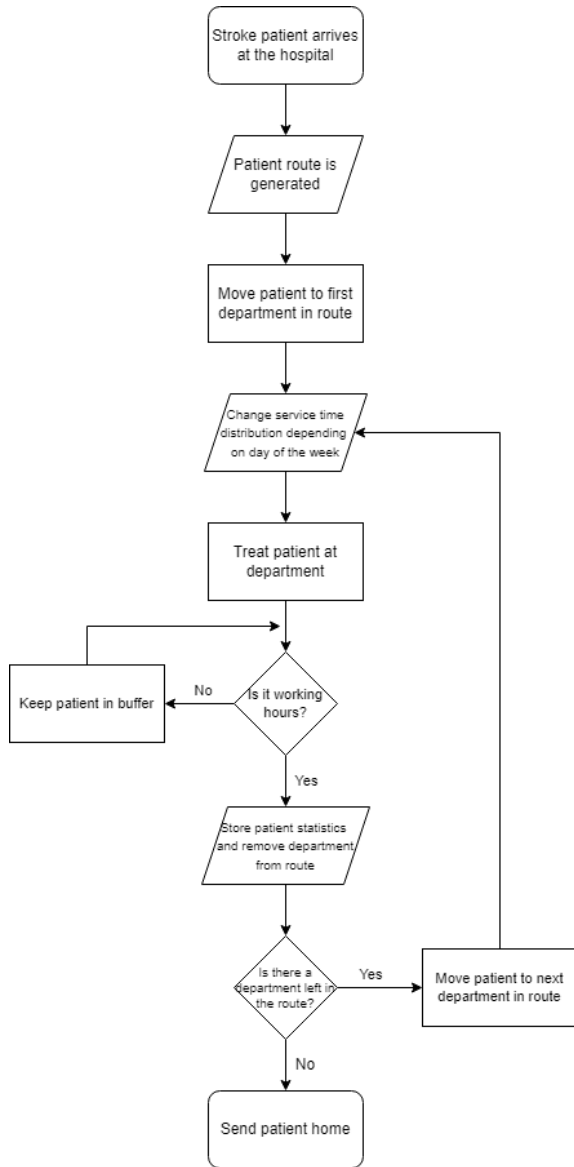 Stroke patient arrives
at the hospital
Patient route is
generated
Move patient to first
department in route
Change service time
distribution depending
on day of the week
Treat patient at
department
Is it working
hours?
No
Keep patient in buffer
Yes
Store patient statistics
and remove department
from route
Is there a
department left in
the route?
Yes
Move patient to next
department in route
No
Send patient home